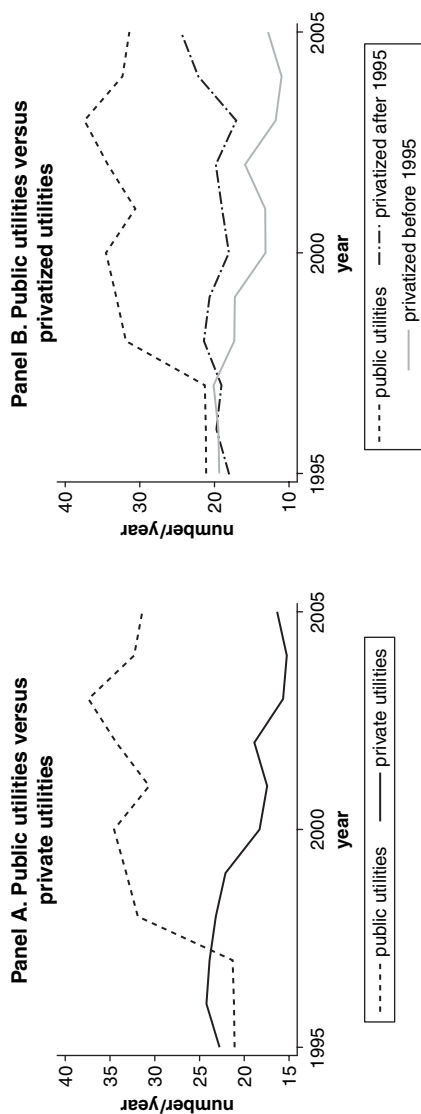 Panel A. Public utilities versus
private utilities
40
35
30
25
20
15
number/year
1995
2000
2005
year
public utilities
private utilities
Panel B. Public utilities versus
privatized utilities
40
30
20
10
number/year
1995
2000
2005
year
public utilities
privatized after 1995
privatized before 1995